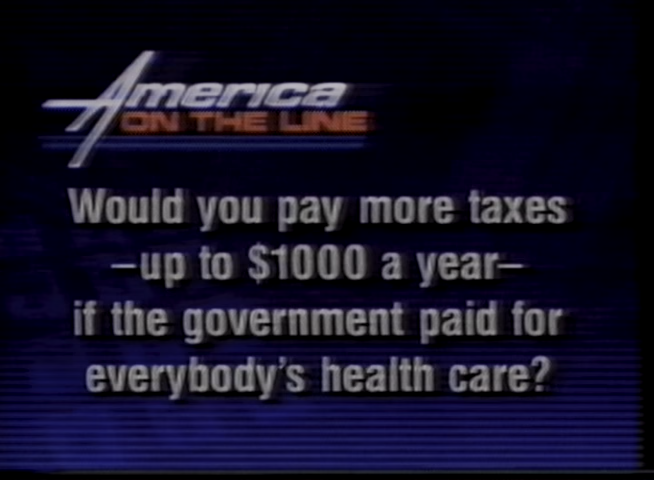 America
ON THE LINE
Would you pay more taxes
–up to $1000 a year–
if the government paid for
everybody's health care?